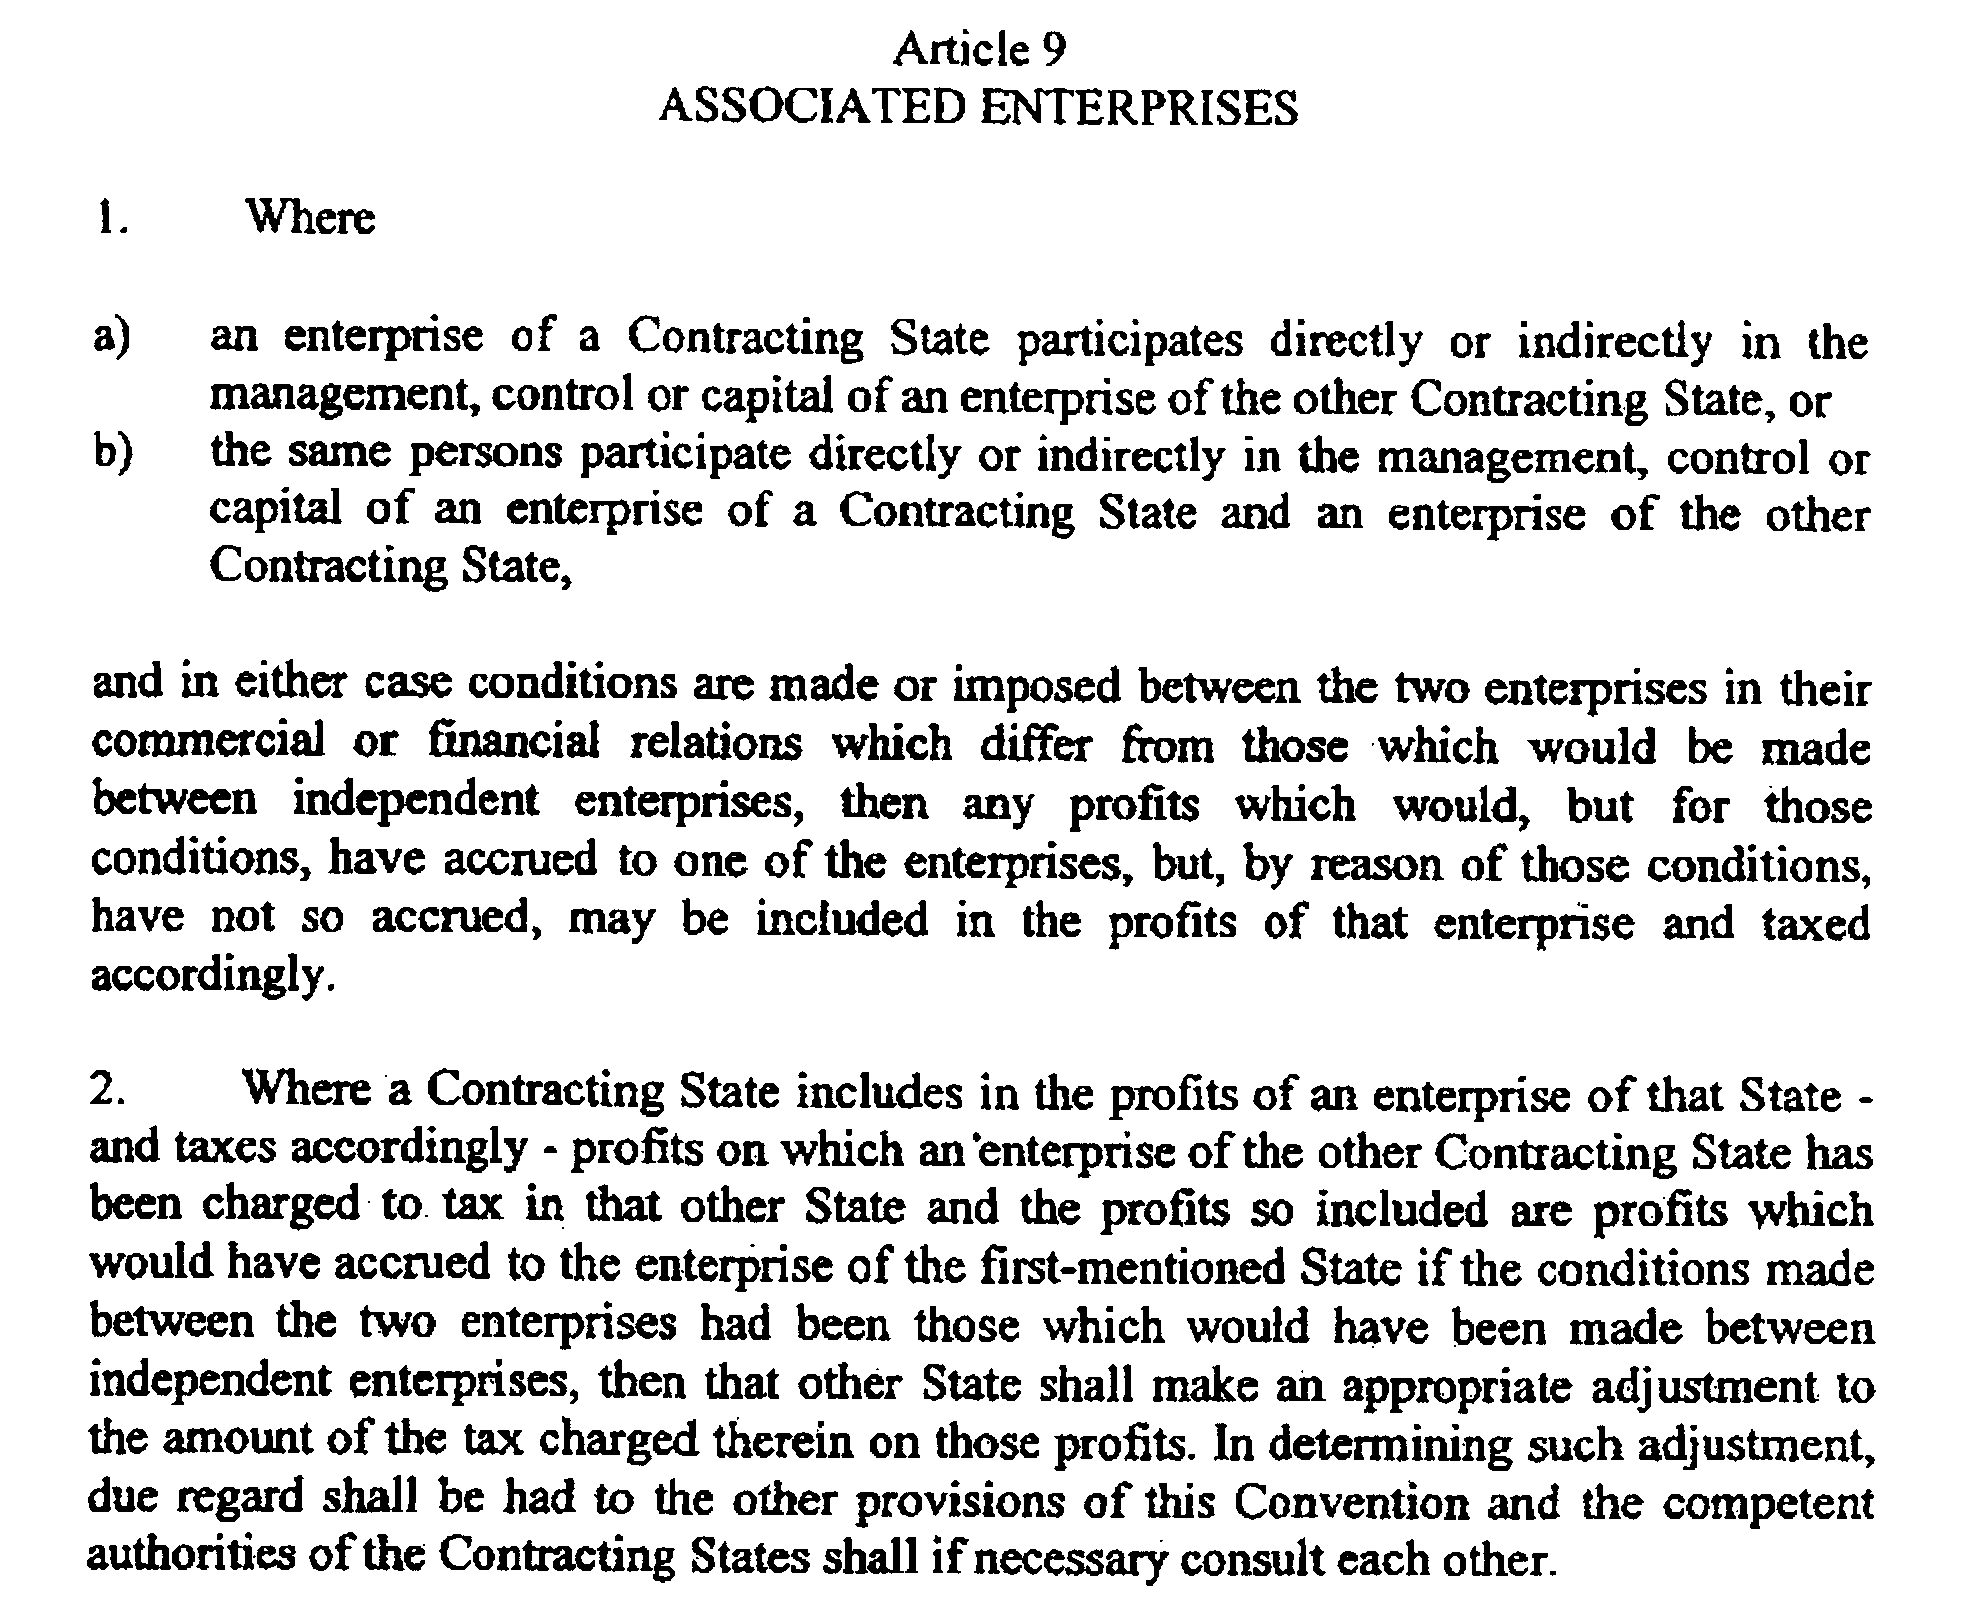 Article 9
ASSOCIATED ENTERPRISES
1. Where
a) an enterprise of a Contracting State participates directly or indirectly in the
management, control or capital of an enterprise of the other Contracting State, or
b) the same persons participate directly or indirectly in the management, control or
capital of an enterprise of a Contracting State and an enterprise of the other
Contracting State,
and in either case conditions are made or imposed between the two enterprises in their
commercial or financial relations which differ from those which would be made
between independent enterprises, then any profits which would, but for those
conditions, have accrued to one of the enterprises, but, by reason of those conditions,
have not so accrued, may be included in the profits of that enterprise and taxed
accordingly.
2. Where a Contracting State includes in the profits of an enterprise of that State -
and taxes accordingly - profits on which an enterprise of the other Contracting State has
been charged to tax in that other State and the profits so included are profits which
would have accrued to the enterprise of the first-mentioned State if the conditions made
between the two enterprises had been those which would have been made between
independent enterprises, then that other State shall make an appropriate adjustment to
the amount of the tax charged therein on those profits. In determining such adjustment,
due regard shall be had to the other provisions of this Convention and the competent
authorities of the Contracting States shall if necessary consult each other.